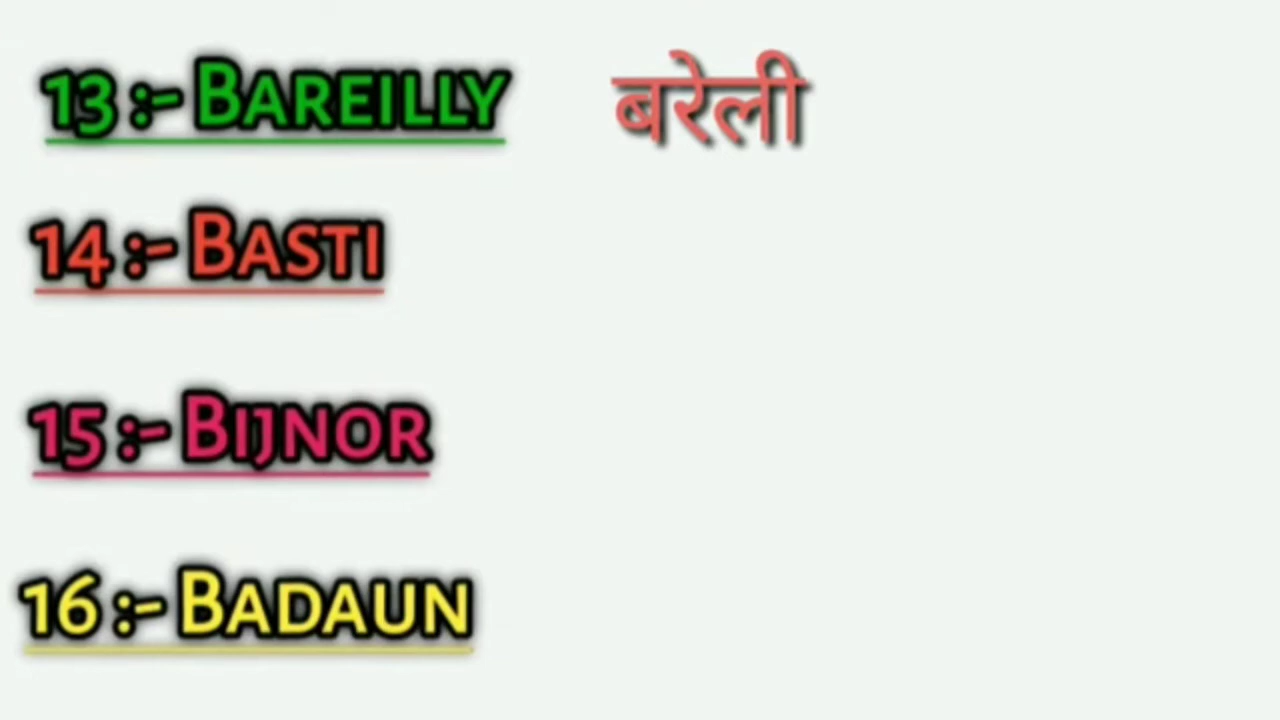 13 :- BAREILLY बरेली
14 :- BASTI
15 :- BIJNOR
16 :- BADAUN